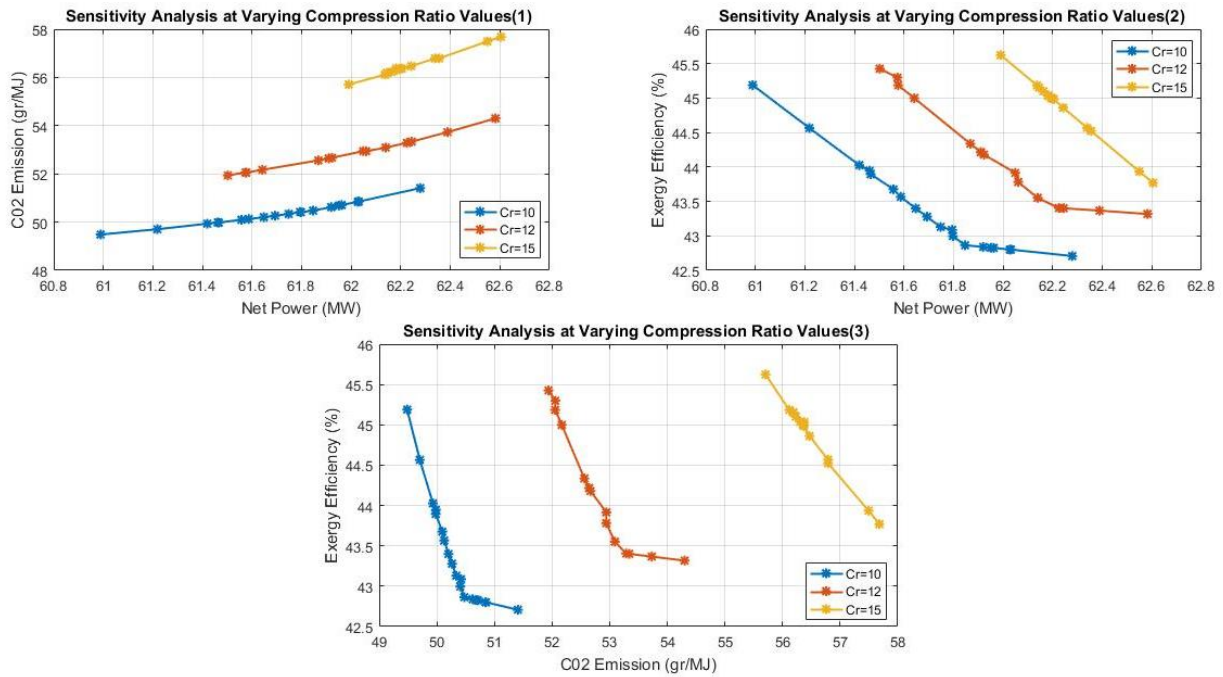 Sensitivity Analysis at Varying Compression Ratio Values(1)
58
56
54
52
50
48
C02 Emission (gr/MJ)
Cr=10
Cr=12
Cr=15
60.8 61 61.2 61.4 61.6 61.8 62 62.2 62.4 62.6 62.8
Net Power (MW)
Sensitivity Analysis at Varying Compression Ratio Values(2)
46
45.5
45
44.5
44
43.5
43
42.5
Exergy Efficiency (%)
Cr=10
Cr=12
Cr=15
60.8 61 61.2 61.4 61.6 61.8 62 62.2 62.4 62.6 62.8
Net Power (MW)
Sensitivity Analysis at Varying Compression Ratio Values(3)
46
45.5
45
44.5
44
43.5
43
42.5
Exergy Efficiency (%)
Cr=10
Cr=12
Cr=15
49 50 51 52 53 54 55 56 57 58
C02 Emission (gr/MJ)